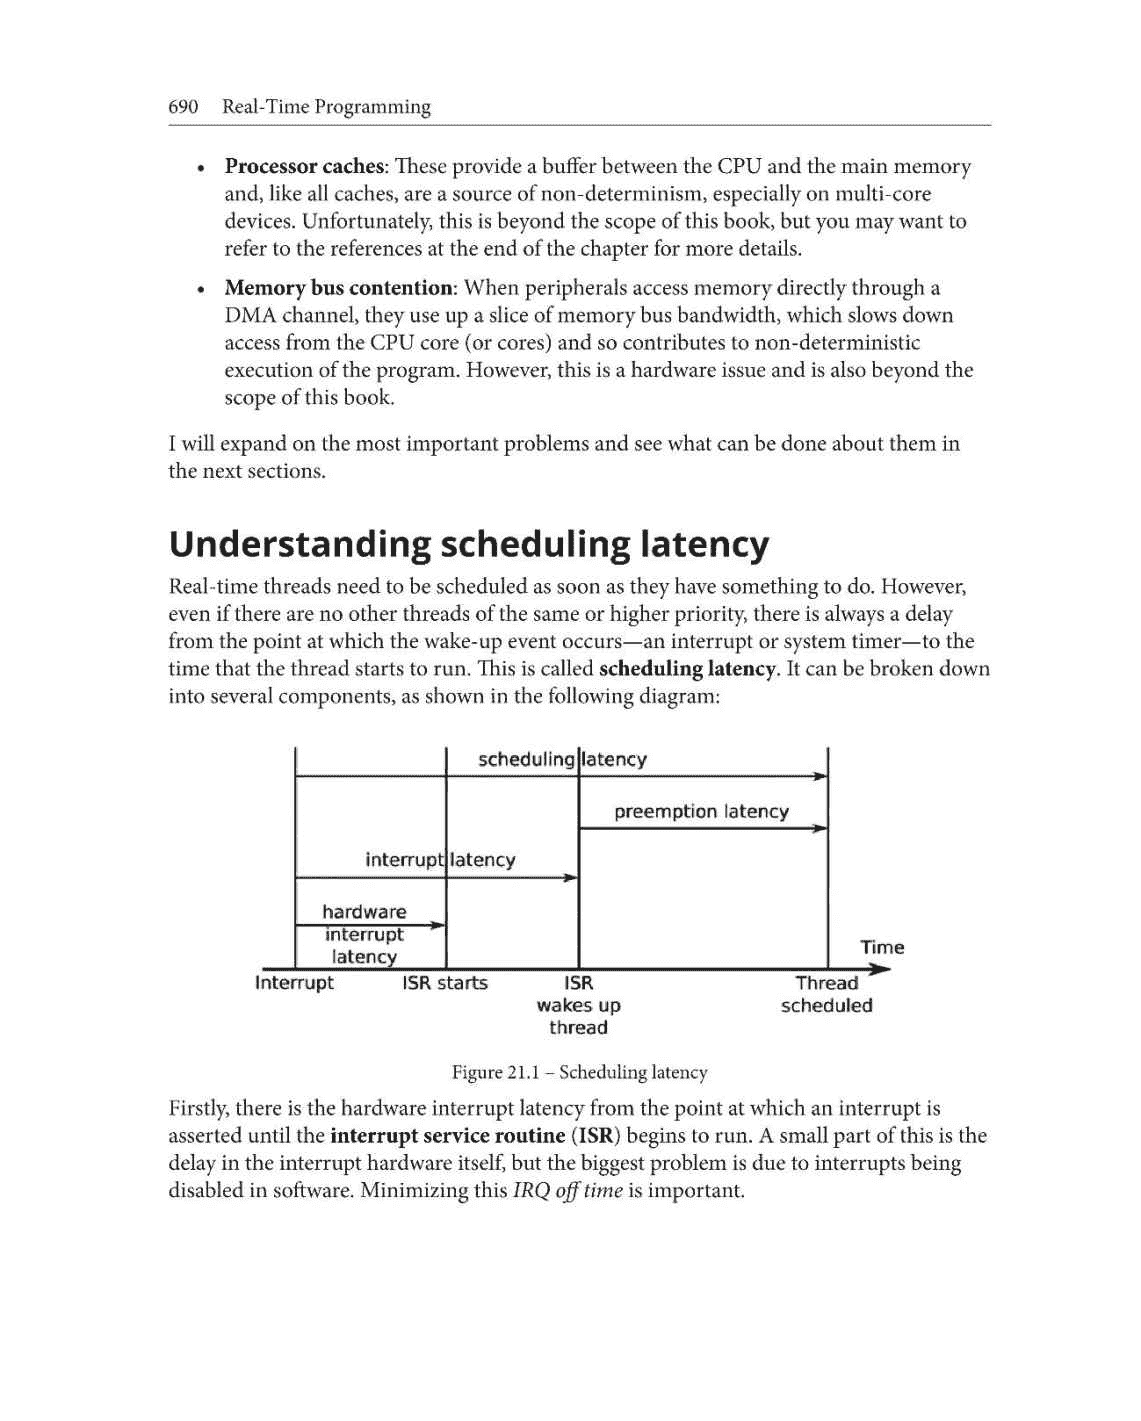 690 Real-Time Programming
• Processor caches: These provide a buffer between the CPU and the main memory
and, like all caches, are a source of non-determinism, especially on multi-core
devices. Unfortunately, this is beyond the scope of this book, but you may want to
refer to the references at the end of the chapter for more details.
• Memory bus contention: When peripherals access memory directly through a
DMA channel, they use up a slice of memory bus bandwidth, which slows down
access from the CPU core (or cores) and so contributes to non-deterministic
execution of the program. However, this is a hardware issue and is also beyond the
scope of this book.
I will expand on the most important problems and see what can be done about them in
the next sections.
Understanding scheduling latency
Real-time threads need to be scheduled as soon as they have something to do. However,
even if there are no other threads of the same or higher priority, there is always a delay
from the point at which the wake-up event occurs—an interrupt or system timer—to the
time that the thread starts to run. This is called scheduling latency. It can be broken down
into several components, as shown in the following diagram:
scheduling latency
preemption latency
interrupt latency
hardware
interrupt
latency
Time
Interrupt ISR starts ISR Thread
wakes up scheduled
thread
Figure 21.1 – Scheduling latency
Firstly, there is the hardware interrupt latency from the point at which an interrupt is
asserted until the interrupt service routine (ISR) begins to run. A small part of this is the
delay in the interrupt hardware itself, but the biggest problem is due to interrupts being
disabled in software. Minimizing this IRQ off time is important.